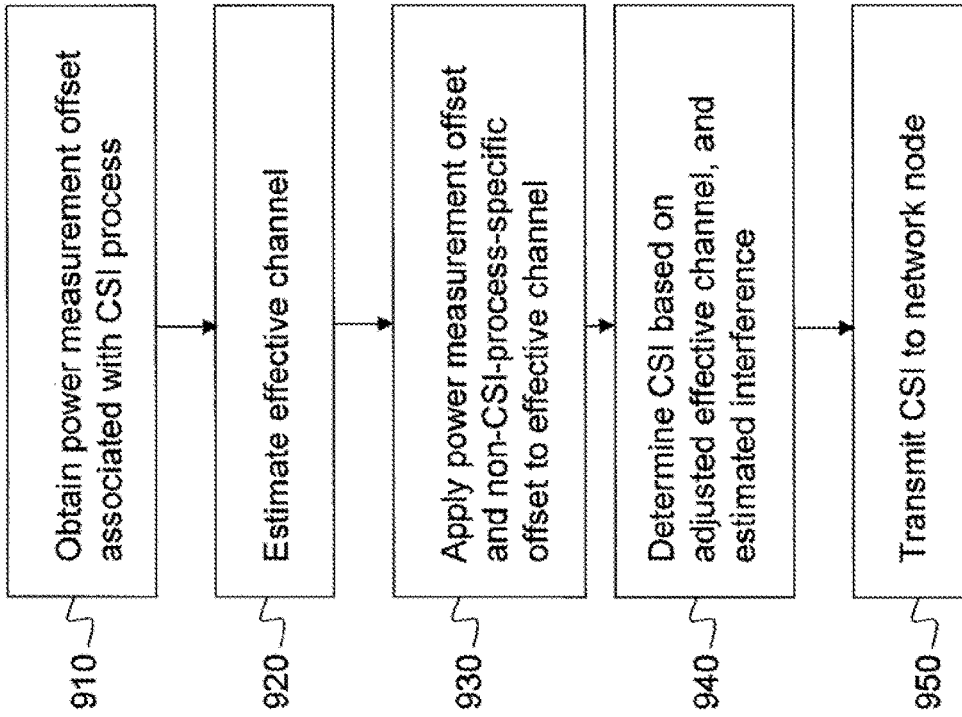 910
Obtain power measurement offset
associated with CSI process
920
Estimate effective channel
930
Apply power measurement offset
and non-CSI-process-specific
offset to effective channel
940
Determine CSI based on
adjusted effective channel, and
estimated interference
950
Transmit CSI to network node